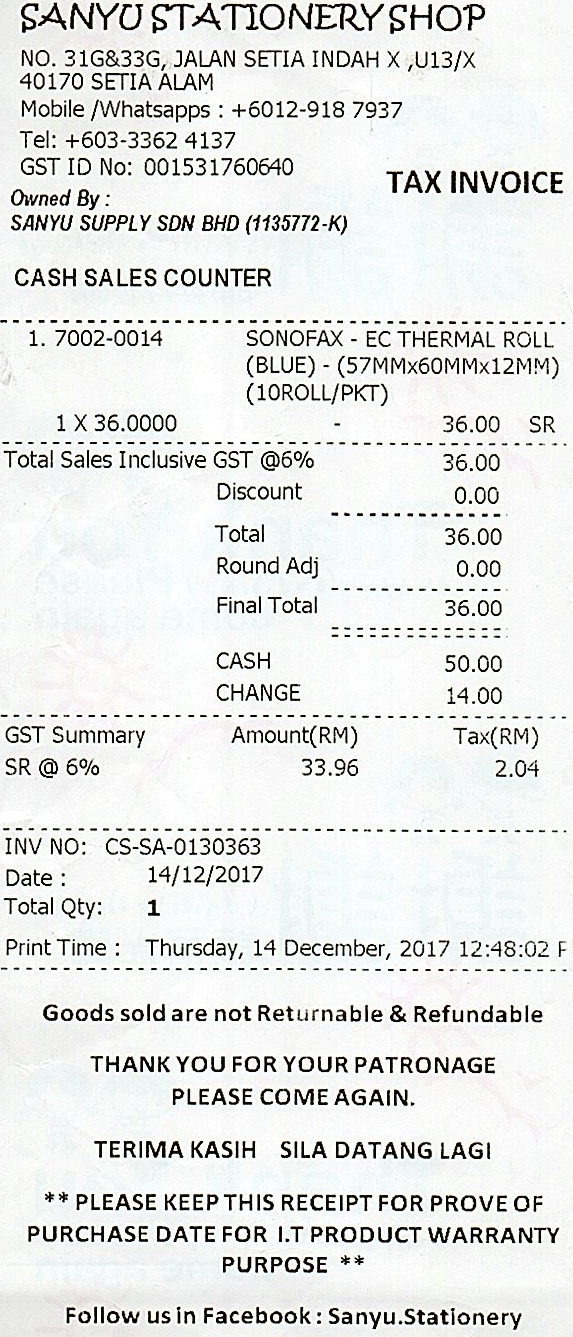 SANYU STATIONERY SHOP
NO. 31G&33G, JALAN SETIA INDAH X ,U13/X
40170 SETIA ALAM
Mobile /Whatsapps : +6012-918 7937
Tel: +603-3362 4137
GST ID No: 001531760640
TAX INVOICE
Owned By :
SANYU SUPPLY SDN BHD (1135772-K)
CASH SALES COUNTER
1. 7002-0014 SONOFAX - EC THERMAL ROLL
(BLUE) - (57MMx60MMx12MM)
(10ROLL/PKT)
1 X 36.0000 - 36.00 SR
Total Sales Inclusive GST @6% 36.00
Discount 0.00
Total 36.00
Round Adj 0.00
Final Total 36.00
CASH 50.00
CHANGE 14.00
GST Summary Amount(RM) Tax(RM)
SR @ 6% 33.96 2.04
INV NO: CS-SA-0130363
Date : 14/12/2017
Total Qty: 1
Print Time : Thursday, 14 December, 2017 12:48:02
Goods sold are not Returnable & Refundable
THANK YOU FOR YOUR PATRONAGE
PLEASE COME AGAIN.
TERIMA KASIH SILA DATANG LAGI
** PLEASE KEEP THIS RECEIPT FOR PROVE OF
PURCHASE DATE FOR I.T PRODUCT WARRANTY
PURPOSE **
Follow us in Facebook : Sanyu.Stationery